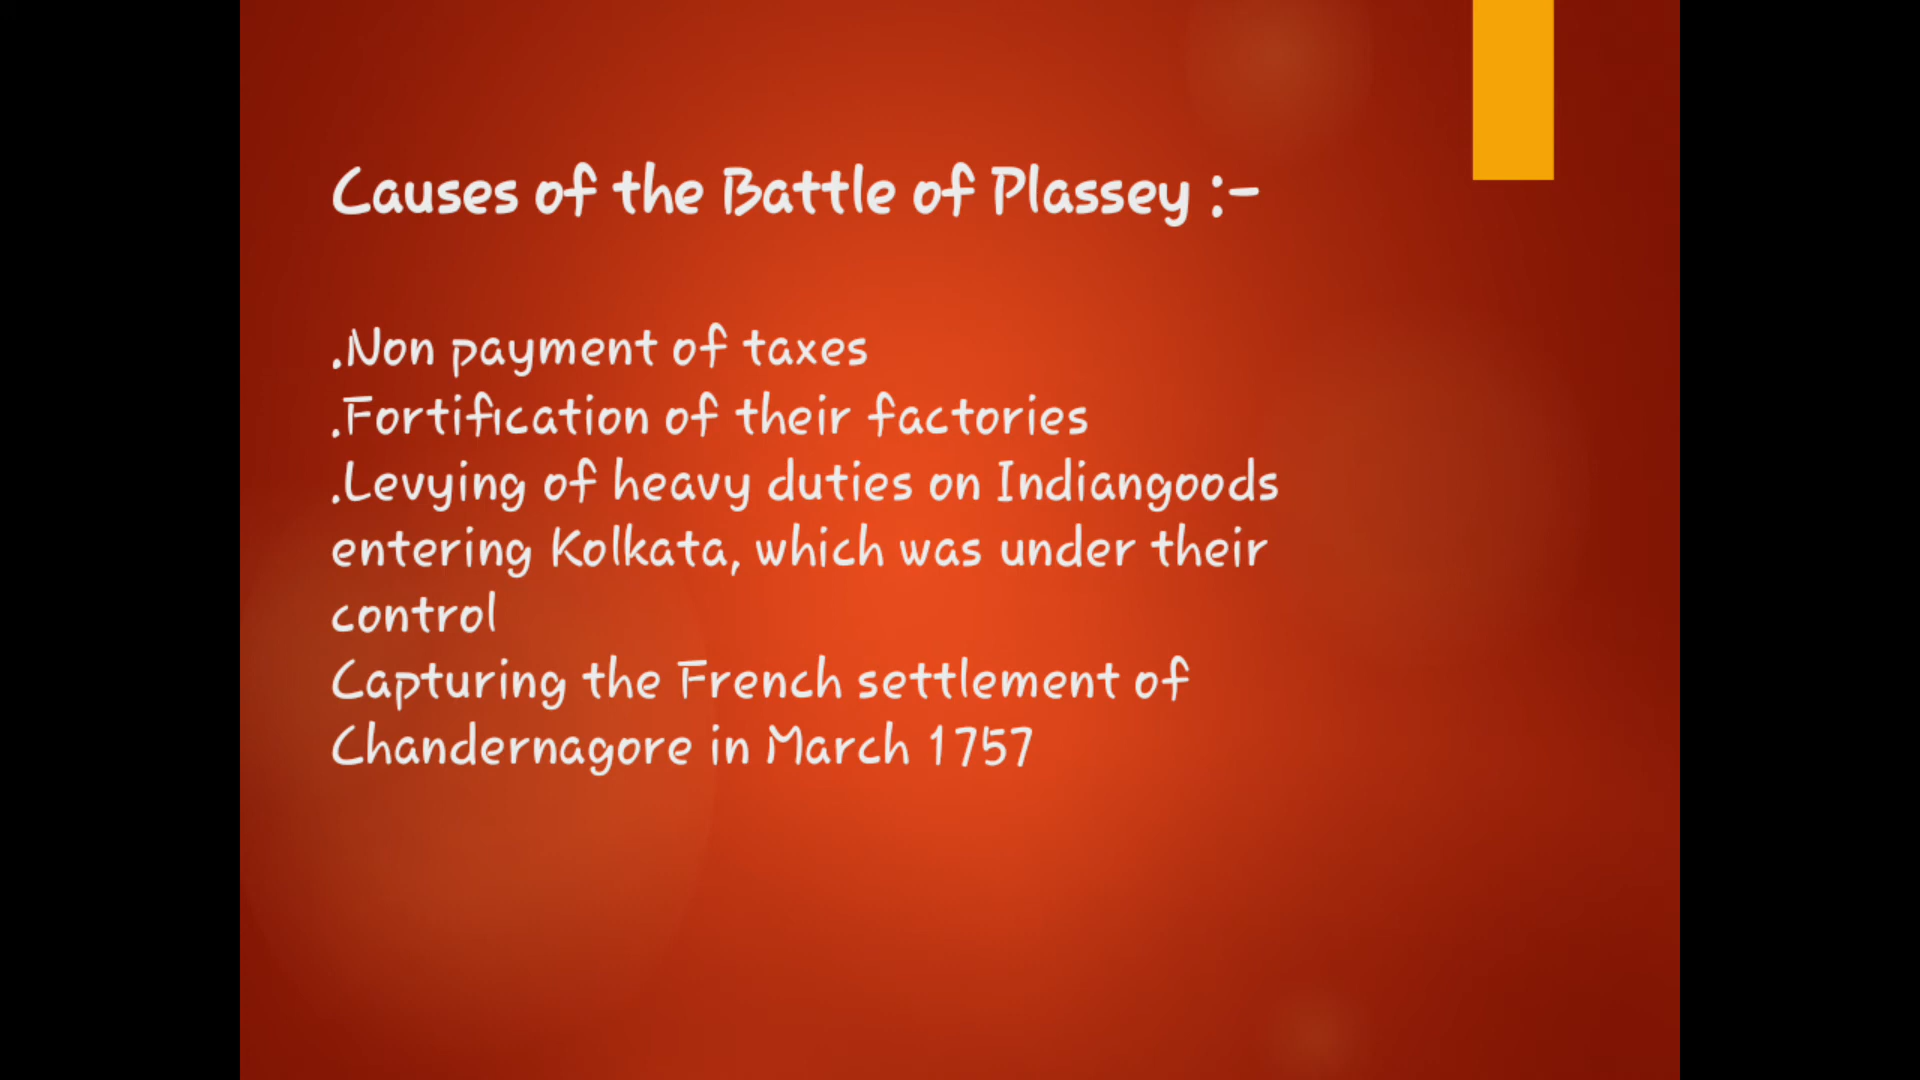 Causes of the Battle of Plassey :-
.Non payment of taxes
.Fortification of their factories
.Levying of heavy duties on Indiangoods
entering Kolkata, which was under their
control
Capturing the French settlement of
Chandernagore in March 1757